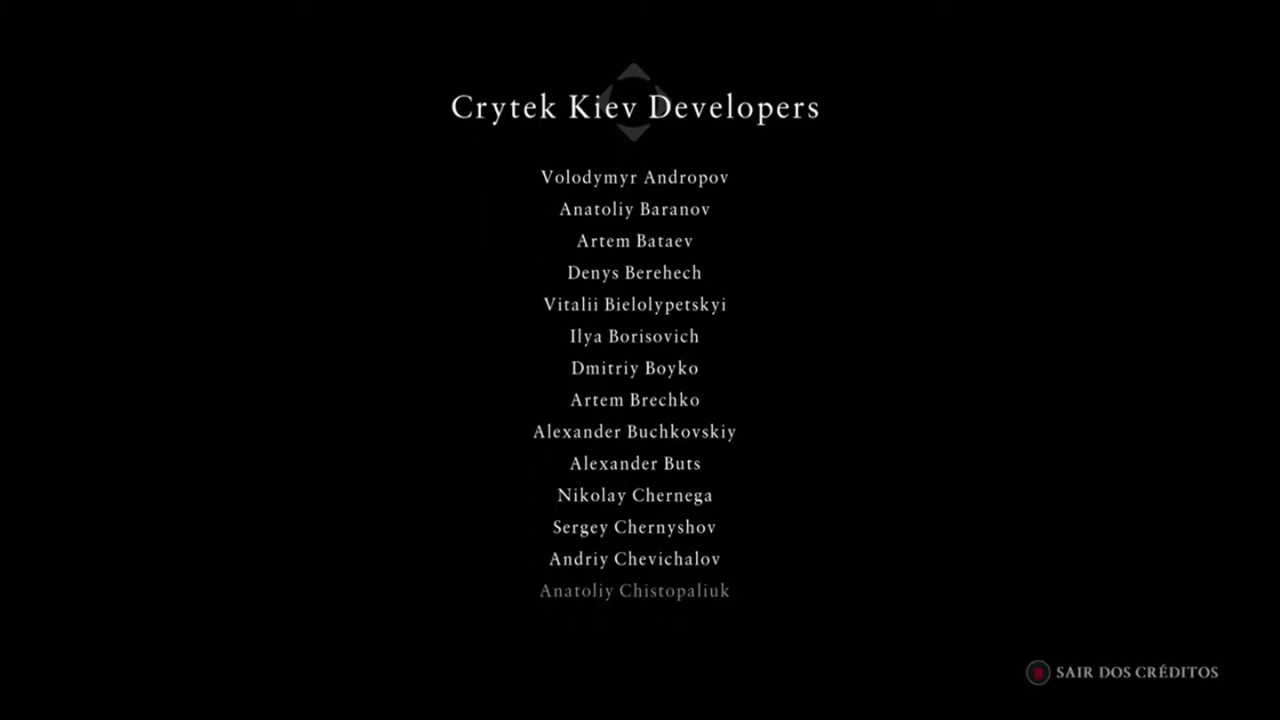 Crytek Kiev Developers
Volodymyr Andropov
Anatoliy Baranov
Artem Bataev
Denys Berehech
Vitalii Bielolypetskyi
Ilya Borisovich
Dmitriy Boyko
Artem Brechko
Alexander Buchkovskiy
Alexander Buts
Nikolay Chernega
Sergey Chernyshov
Andriy Chevichalov
Anatoliy Chistopaliuk
SAIR DOS CRÉDITOS